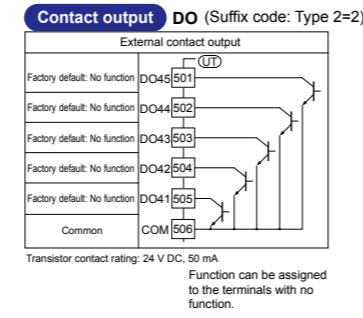 Contact output DO (Suffix code: Type 2=2)
External contact output
UT
Factory default: No function DO45 501
Factory default: No function DO44 502
Factory default: No function DO43 503
Factory default: No function DO42 504
Factory default: No function DO41 505
Common COM 506
Transistor contact rating: 24 V DC, 50 mA
Function can be assigned
to the terminals with no
function.